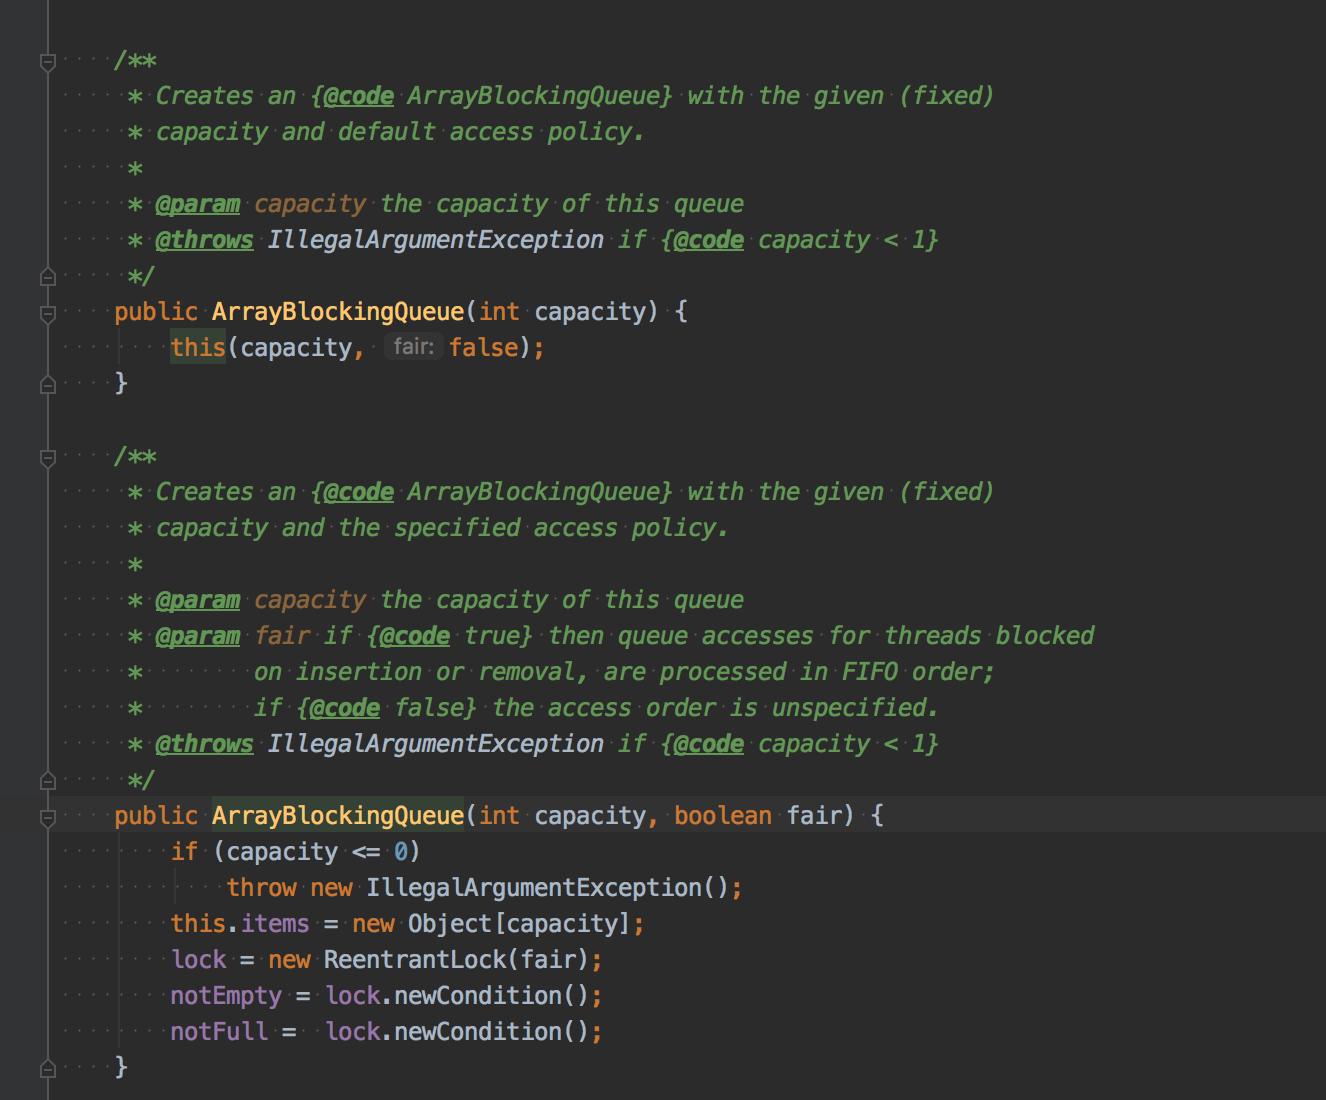 /**
 * Creates an {@code ArrayBlockingQueue} with the given (fixed)
 * capacity and default access policy.
 *
 * @param capacity the capacity of this queue
 * @throws IllegalArgumentException if {@code capacity < 1}
 */
public ArrayBlockingQueue(int capacity) {
    this(capacity, fair: false);
}

/**
 * Creates an {@code ArrayBlockingQueue} with the given (fixed)
 * capacity and the specified access policy.
 *
 * @param capacity the capacity of this queue
 * @param fair if {@code true} then queue accesses for threads blocked
 *        on insertion or removal, are processed in FIFO order;
 *        if {@code false} the access order is unspecified.
 * @throws IllegalArgumentException if {@code capacity < 1}
 */
public ArrayBlockingQueue(int capacity, boolean fair) {
    if (capacity <= 0)
        throw new IllegalArgumentException();
    this.items = new Object[capacity];
    lock = new ReentrantLock(fair);
    notEmpty = lock.newCondition();
    notFull =  lock.newCondition();
}